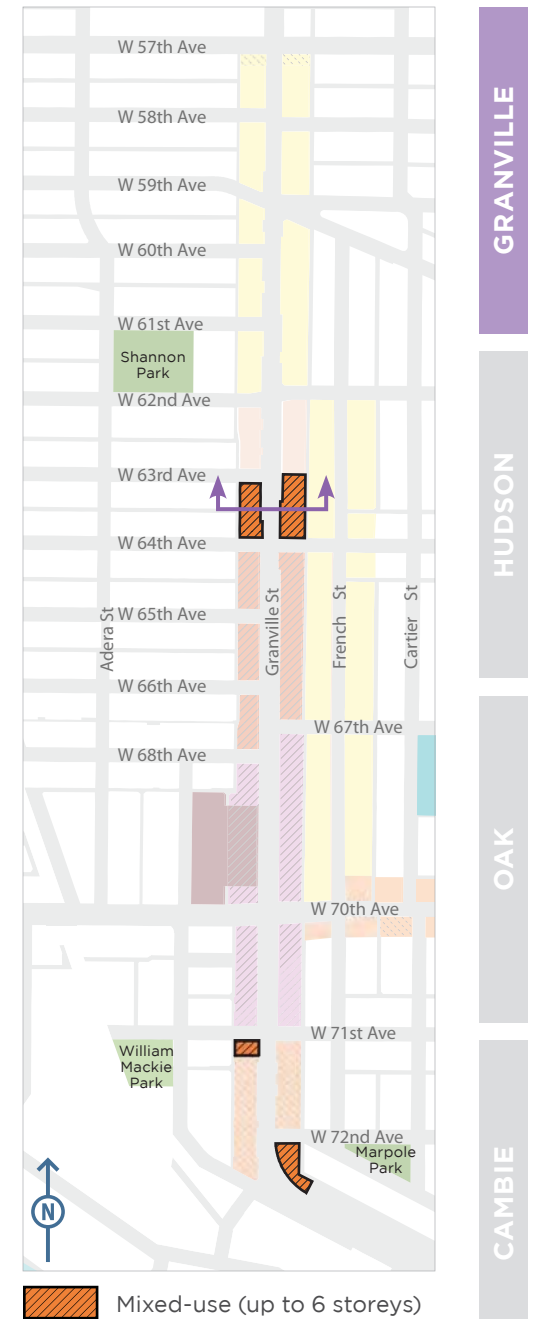 W 57th Ave
W 58th Ave
W 59th Ave
W 60th Ave
W 61st Ave
Shannon
Park
W 62nd Ave
W 63rd Ave
W 64th Ave
Adera St
W 65th Ave
Granville St
French St
Cartier St
W 66th Ave
W 67th Ave
W 68th Ave
W 70th Ave
W 71st Ave
William
Mackie
Park
W 72nd Ave
Marpole
Park
N
GRANVILLE
HUDSON
OAK
CAMBIE
Mixed-use (up to 6 storeys)